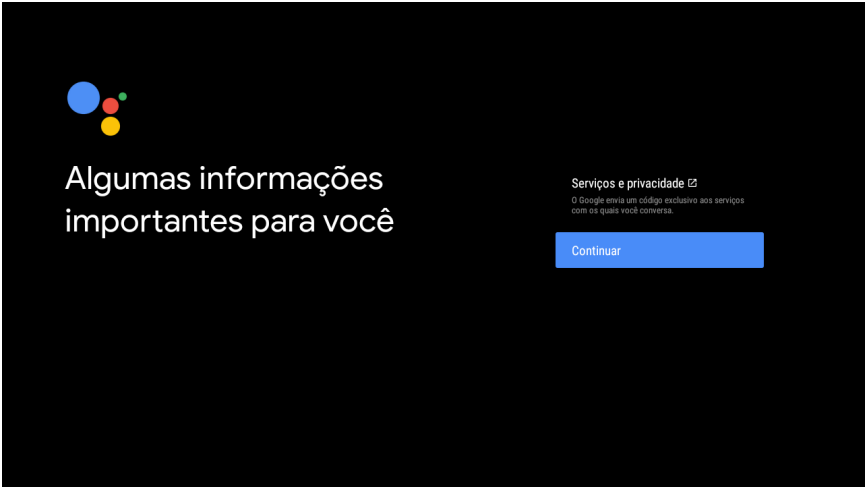 Algumas informações
importantes para você
Serviços e privacidade
O Google envia um código exclusivo aos serviços
com os quais você conversa.
Continuar